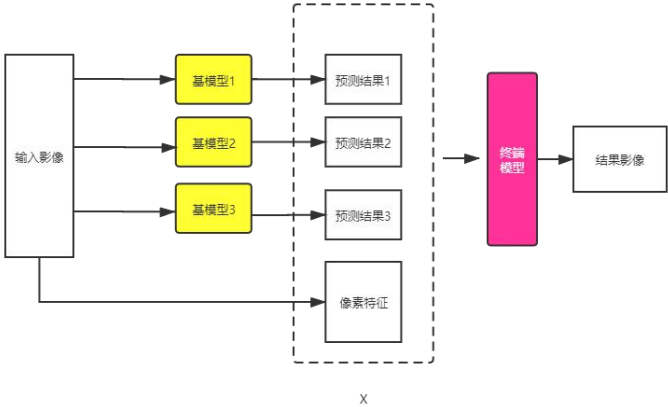 输入影像
基模型1
基模型2
基模型3
预测结果1
预测结果2
预测结果3
像素特征
终端
模型
结果影像
X